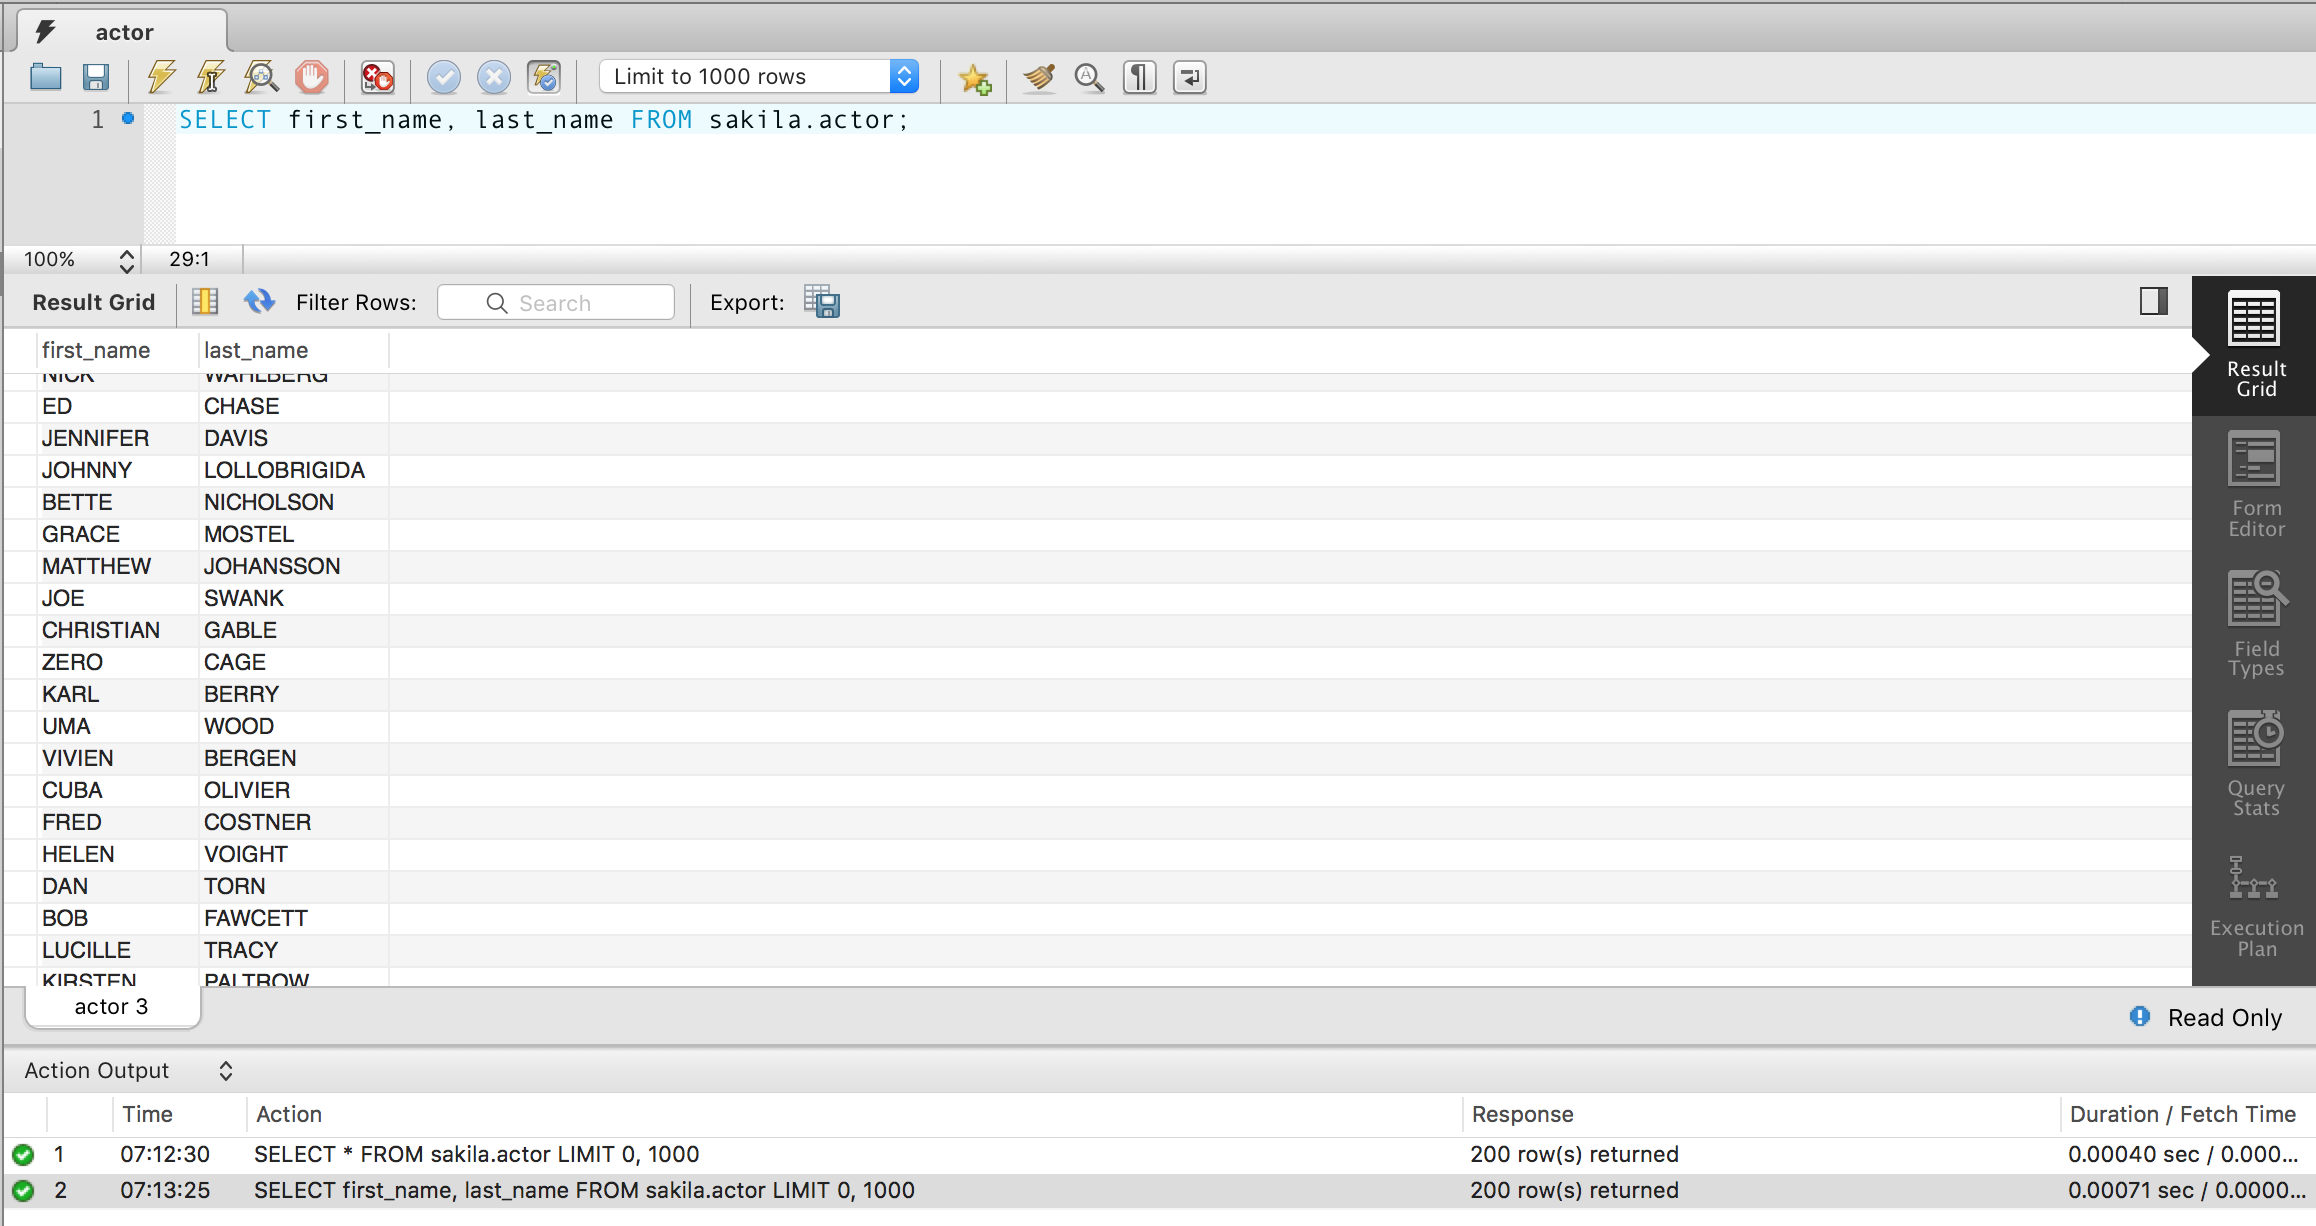 actor
Limit to 1000 rows
1 SELECT first_name, last_name FROM sakila.actor;
100% 29:1
Result Grid Filter Rows: Search Export:
first_name last_name
NICK WAHLBERG
ED CHASE
JENNIFER DAVIS
JOHNNY LOLLOBRIGIDA
BETTE NICHOLSON
GRACE MOSTEL
MATTHEW JOHANSSON
JOE SWANK
CHRISTIAN GABLE
ZERO CAGE
KARL BERRY
UMA WOOD
VIVIEN BERGEN
CUBA OLIVIER
FRED COSTNER
HELEN VOIGHT
DAN TORN
BOB FAWCETT
LUCILLE TRACY
KIRSTEN PALTROW
Result
Grid
Form
Editor
Field
Types
Query
Stats
Execution
Plan
actor 3
Read Only
Action Output
Time Action Response Duration / Fetch Time
1 07:12:30 SELECT * FROM sakila.actor LIMIT 0, 1000 200 row(s) returned 0.00040 sec / 0.000...
2 07:13:25 SELECT first_name, last_name FROM sakila.actor LIMIT 0, 1000 200 row(s) returned 0.00071 sec / 0.0000...